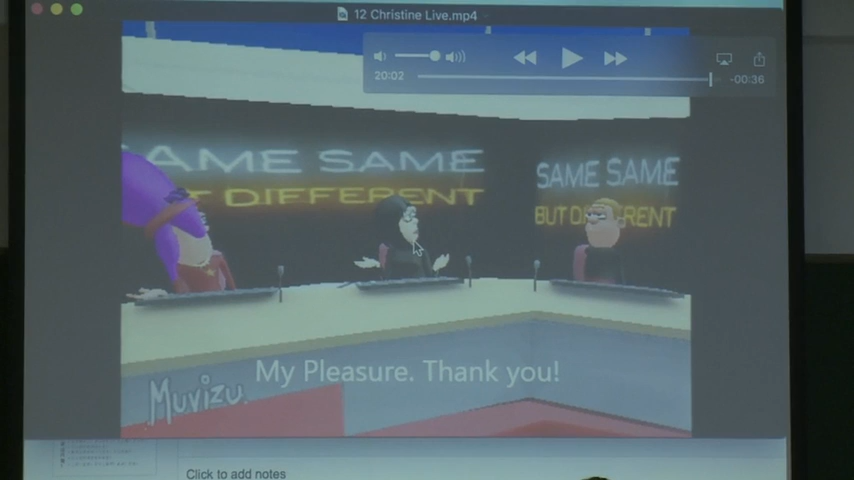 12 Christine Live.mp4
20:02
-00:36
AME SAME
T DIFFERENT
SAME SAME
BUT D RENT
My Pleasure. Thank you!
Muvizu.
Click to add notes